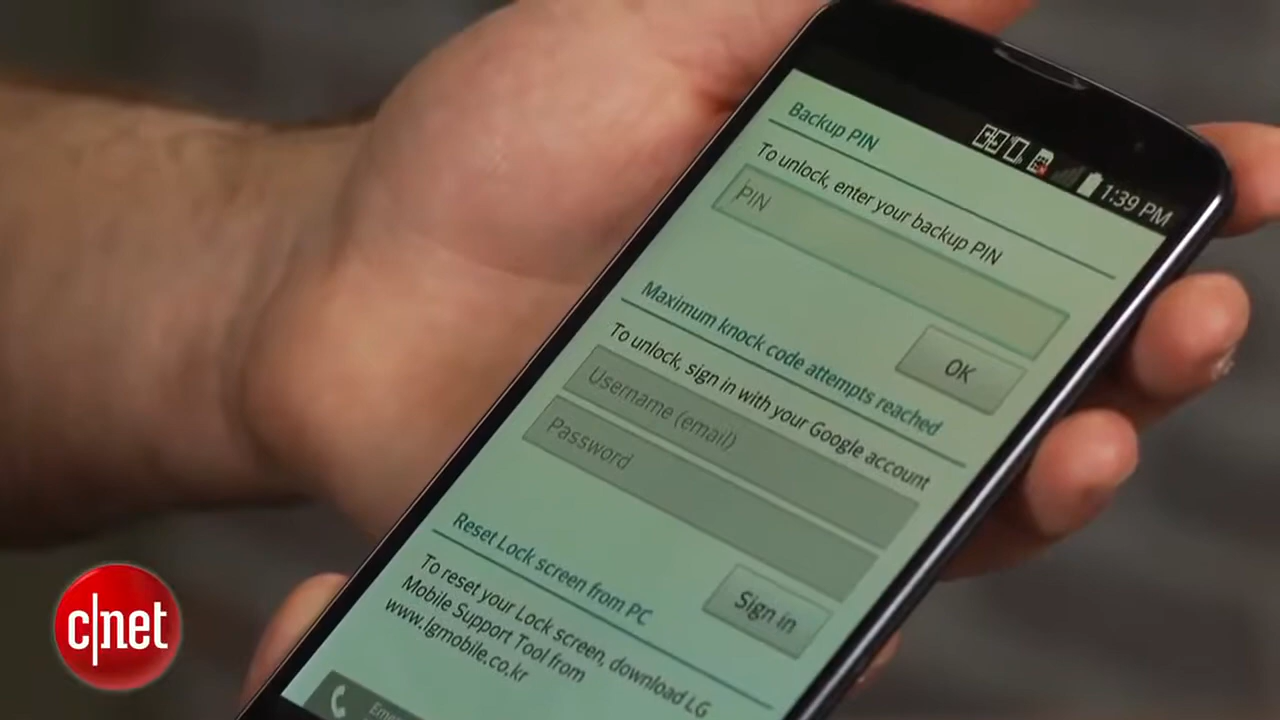 1:39 PM
Backup PIN
To unlock, enter your backup PIN
PIN
OK
Maximum knock code attempts reached
To unlock, sign in with your Google account
Username (email)
Password
Sign in
Reset Lock screen from PC
To reset your Lock screen, download LG
Mobile Support Tool from
www.lgmobile.co.kr
c|net